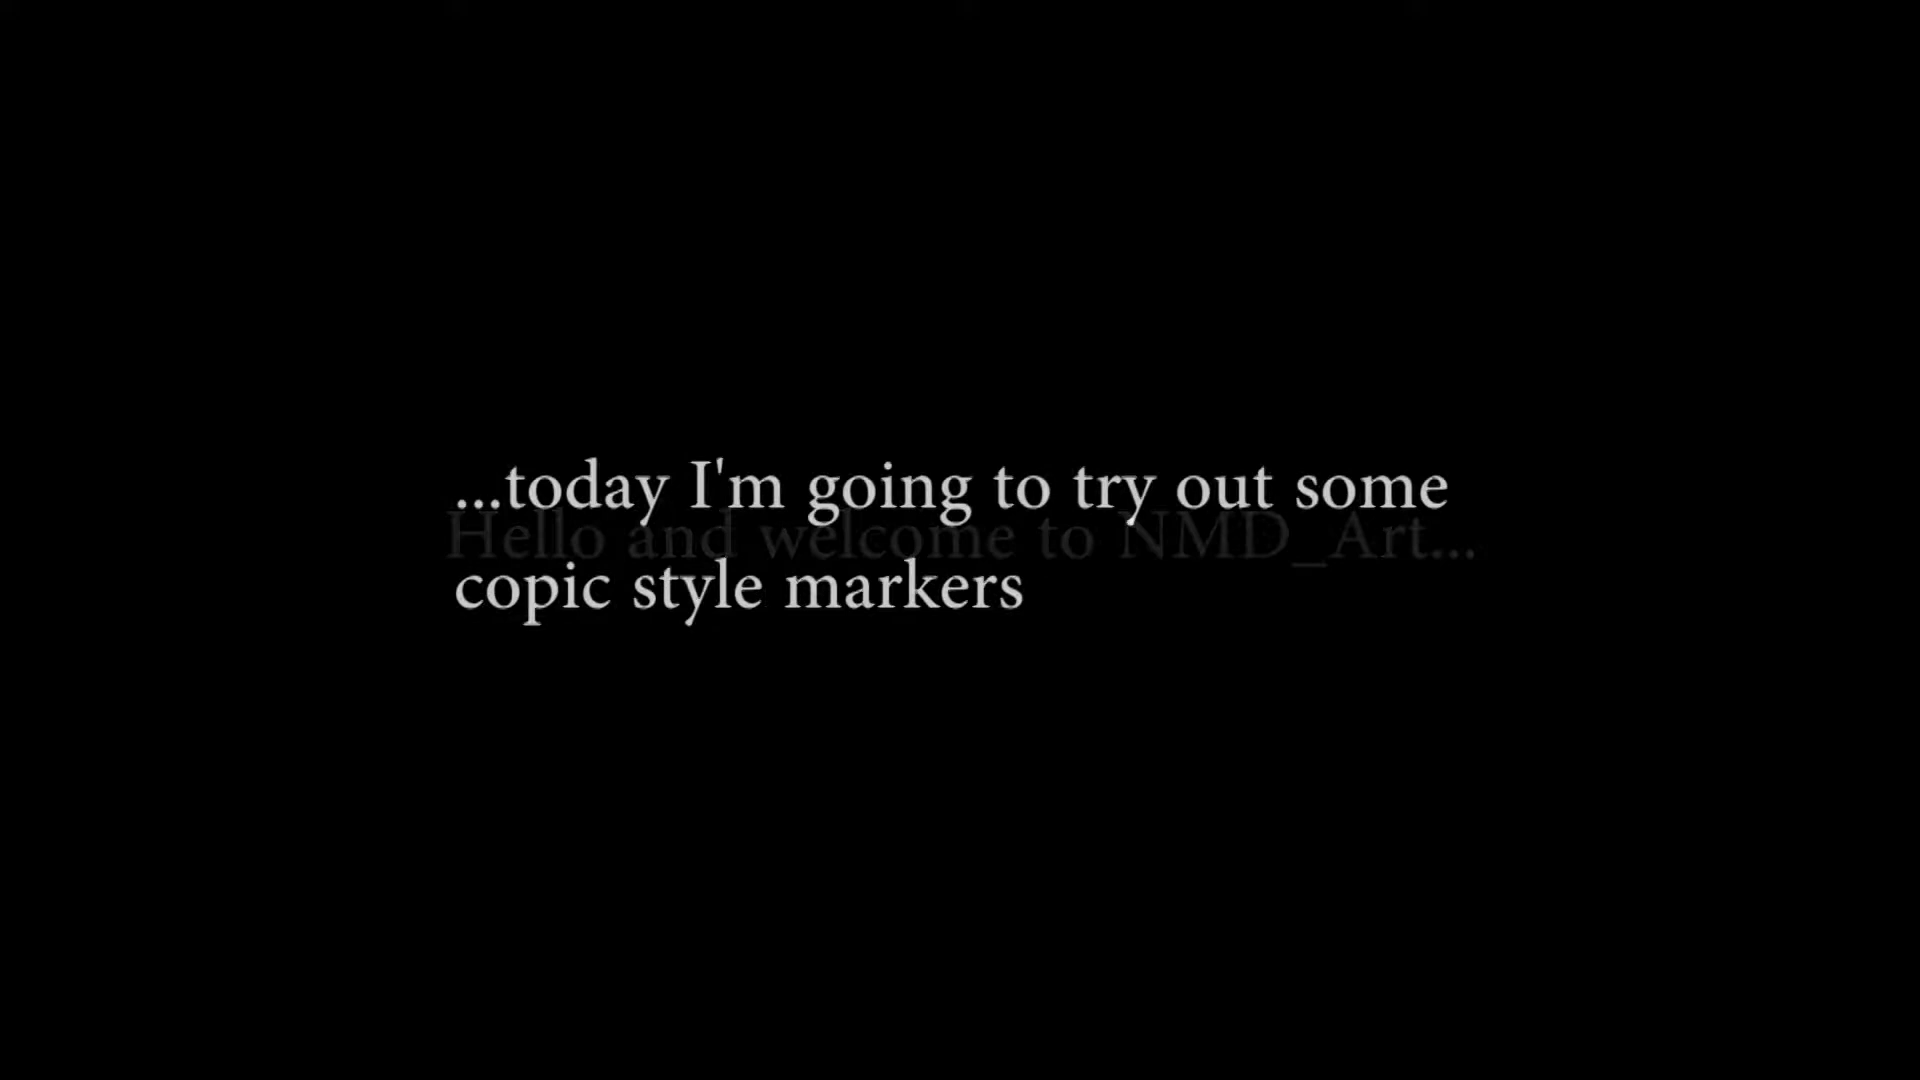 ...today I'm going to try out some
Hello and welcome to NMD_Art...
copic style markers